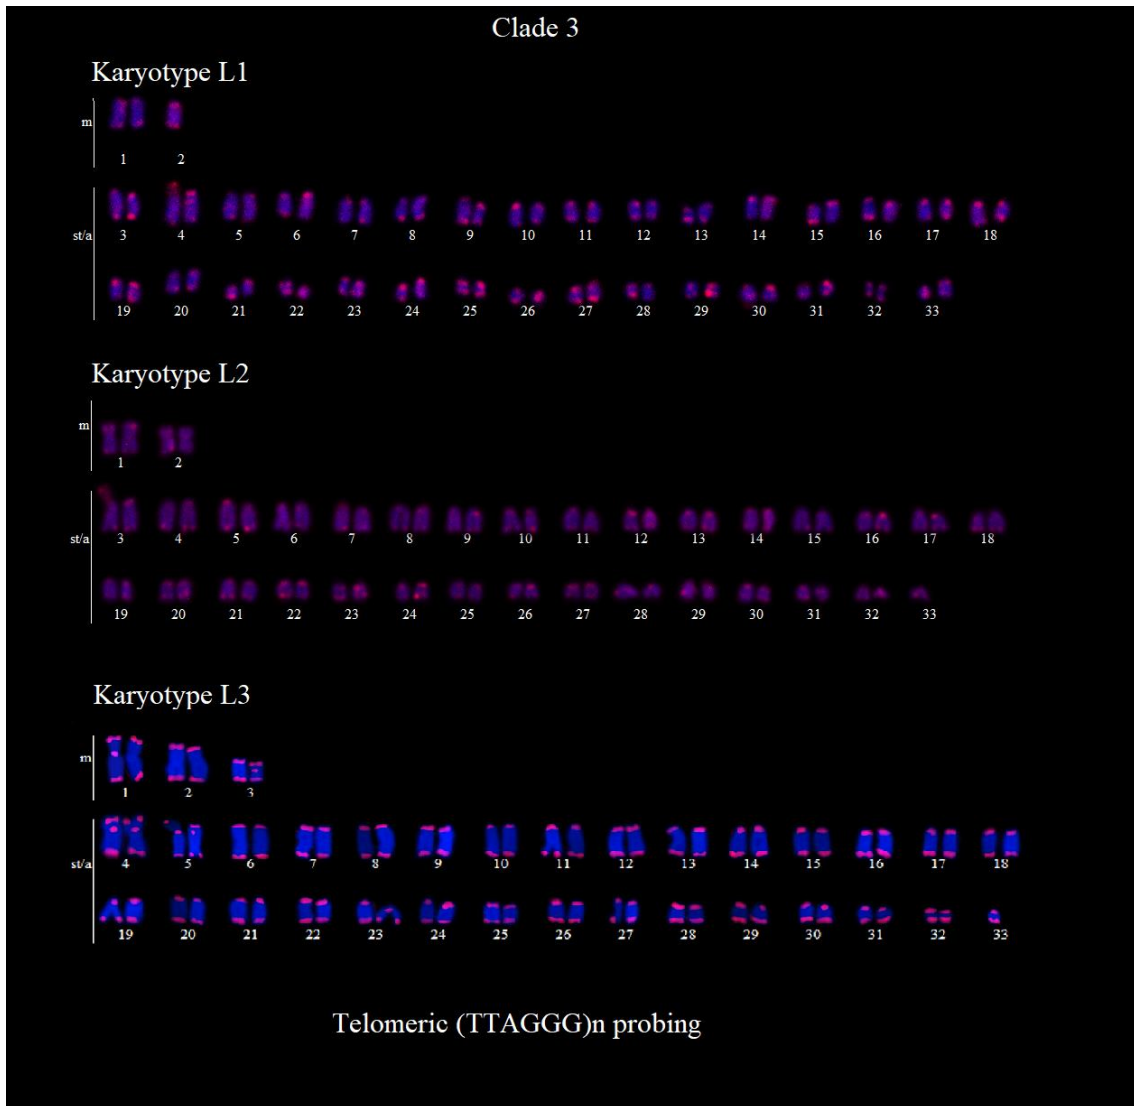 Clade 3
Karyotype L1
m
1 2
st/a
3 4 5 6 7 8 9 10 11 12 13 14 15 16 17 18
19 20 21 22 23 24 25 26 27 28 29 30 31 32 33
Karyotype L2
m
1 2
st/a
3 4 5 6 7 8 9 10 11 12 13 14 15 16 17 18
19 20 21 22 23 24 25 26 27 28 29 30 31 32 33
Karyotype L3
m
1 2 3
st/a
4 5 6 7 8 9 10 11 12 13 14 15 16 17 18
19 20 21 22 23 24 25 26 27 28 29 30 31 32 33
Telomeric (TTAGGG)n probing